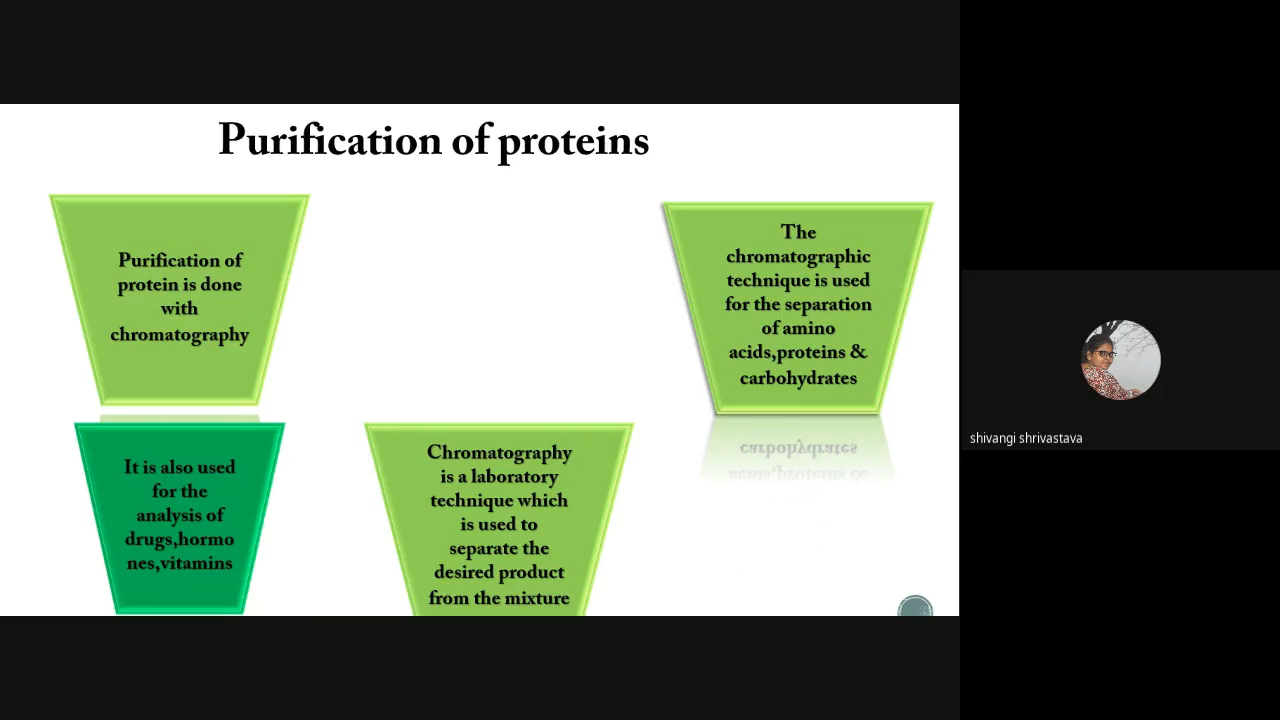 Purification of proteins
Purification of
protein is done
with
chromatography
The
chromatographic
technique is used
for the separation
of amino
acids,proteins &
carbohydrates
It is also used
for the
analysis of
drugs,hormo
nes,vitamins
Chromatography
is a laboratory
technique which
is used to
separate the
desired product
from the mixture
shivangi shrivastava